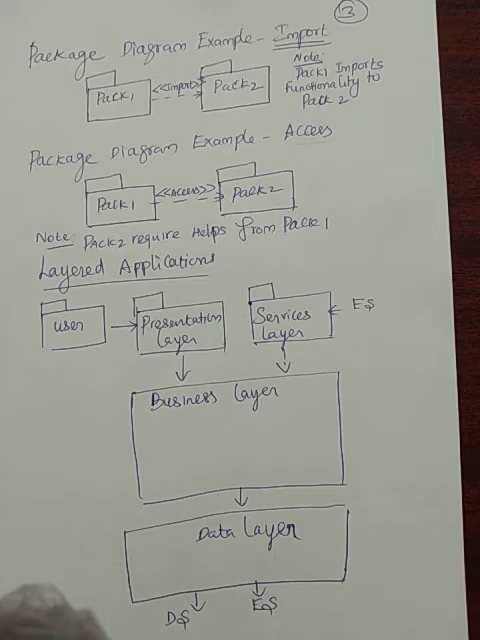 3
Package Diagram Example - Import
Note:
Pack1 Imports
Functionality to
Pack 2
Pack1
<<Import>>
Pack2
Package Diagram Example - Access
Pack1
<<Access>>
Pack2
Note: Pack2 require Helps from Pack1
Layered Applications
user
Presentation
Layer
Services
Layer
ES
Business Layer
Data Layer
DS
ES